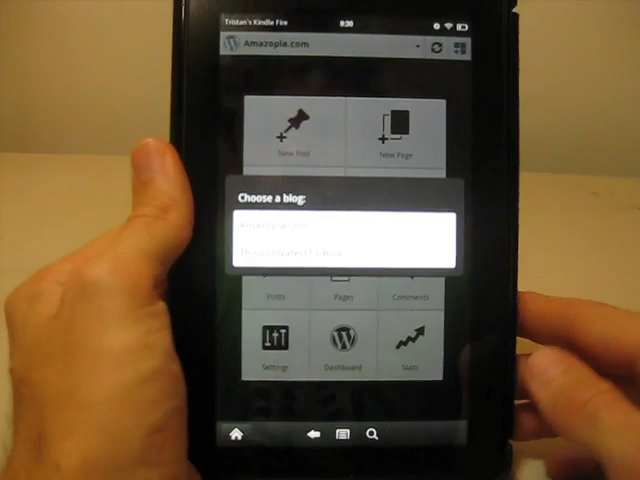 Tristan's Kindle Fire
9:30
Amazopia.com
New Post
New Page
Choose a blog:
Amazopia.com
Posts
Pages
Comments
Settings
Dashboard
Stats